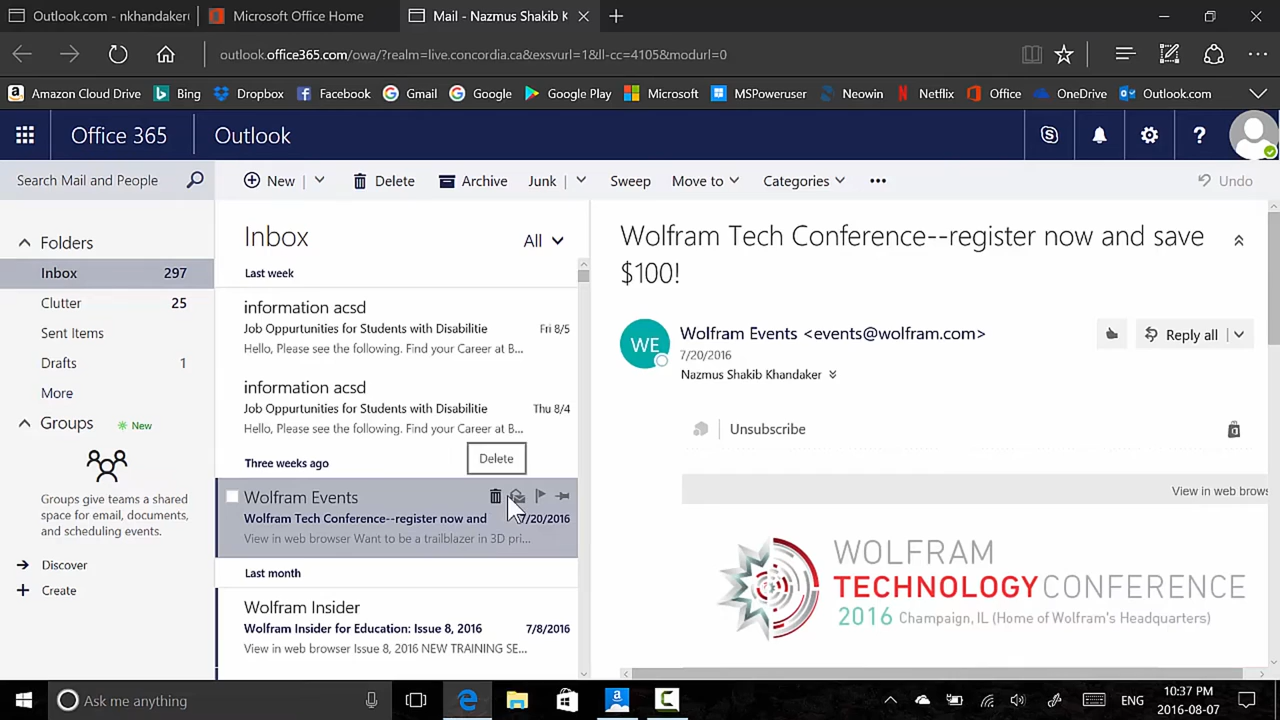 Outlook.com - nkhandaker
Microsoft Office Home
Mail - Nazmus Shakib K
outlook.office365.com/owa/?realm=live.concordia.ca&exsvurl=1&ll-cc=4105&modurl=0
Amazon Cloud Drive
Bing
Dropbox
Facebook
Gmail
Google
Google Play
Microsoft
MSPoweruser
Neowin
Netflix
Office
OneDrive
Outlook.com
Office 365
Outlook
Search Mail and People
New
Delete
Archive
Junk
Sweep
Move to
Categories
Undo
Folders
Inbox 297
Clutter 25
Sent Items
Drafts 1
More
Groups
New
Groups give teams a shared
space for email, documents,
and scheduling events.
Discover
Create
Inbox
All
Last week
information acsd
Job Oppurtunities for Students with Disabilitie Fri 8/5
Hello, Please see the following. Find your Career at B...
information acsd
Job Oppurtunities for Students with Disabilitie Thu 8/4
Hello, Please see the following. Find your Career at B...
Delete
Three weeks ago
Wolfram Events
Wolfram Tech Conference--register now and 7/20/2016
View in web browser Want to be a trailblazer in 3D pri...
Last month
Wolfram Insider
Wolfram Insider for Education: Issue 8, 2016 7/8/2016
View in web browser Issue 8, 2016 NEW TRAINING SE...
Wolfram Tech Conference--register now and save
$100!
WE
Wolfram Events <events@wolfram.com>
7/20/2016
Nazmus Shakib Khandaker
Reply all
Unsubscribe
View in web brows
WOLFRAM
TECHNOLOGYCONFERENCE
2016 Champaign, IL (Home of Wolfram's Headquarters)
Ask me anything
ENG
10:37 PM
2016-08-07